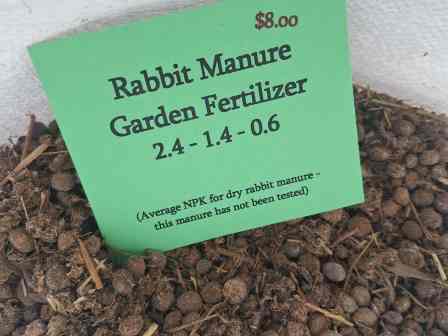 $8.00
Rabbit Manure
Garden Fertilizer
2.4 - 1.4 - 0.6
(Average NPK for dry rabbit manure -
this manure has not been tested)